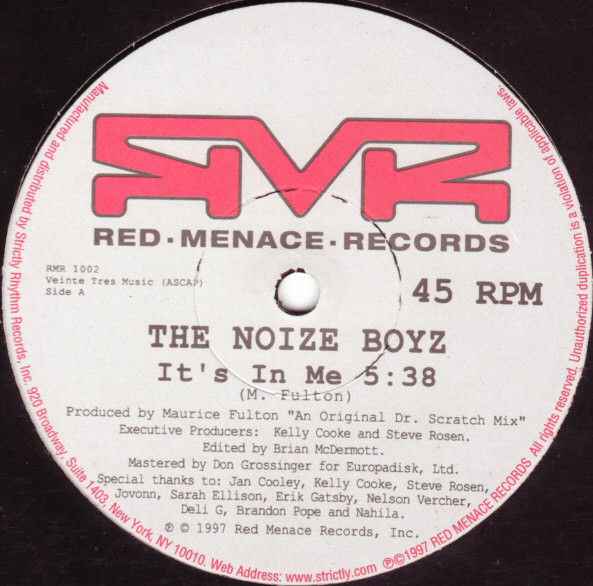 RMR
RED·MENACE·RECORDS
RMR 1002
Veinte Tres Music (ASCAP)
Side A
45 RPM
THE NOIZE BOYZ
It's In Me 5:38
(M. Fulton)
Produced by Maurice Fulton "An Original Dr. Scratch Mix"
Executive Producers: Kelly Cooke and Steve Rosen.
Edited by Brian McDermott.
Mastered by Don Grossinger for Europadisk, Ltd.
Special thanks to: Jan Cooley, Kelly Cooke, Steve Rosen,
Jovonn, Sarah Ellison, Erik Gatsby, Nelson Vercher,
Deli G, Brandon Pope and Nahila.
℗ © 1997 Red Menace Records, Inc.
Manufactured and distributed by Strictly Rhythm Records, Inc. 920 Broadway, Suite 1403, New York, NY 10010. Web Address: www.strictly.com. ℗©1997 RED MENACE RECORDS. All rights reserved. Unauthorized duplication is a violation of applicable laws.